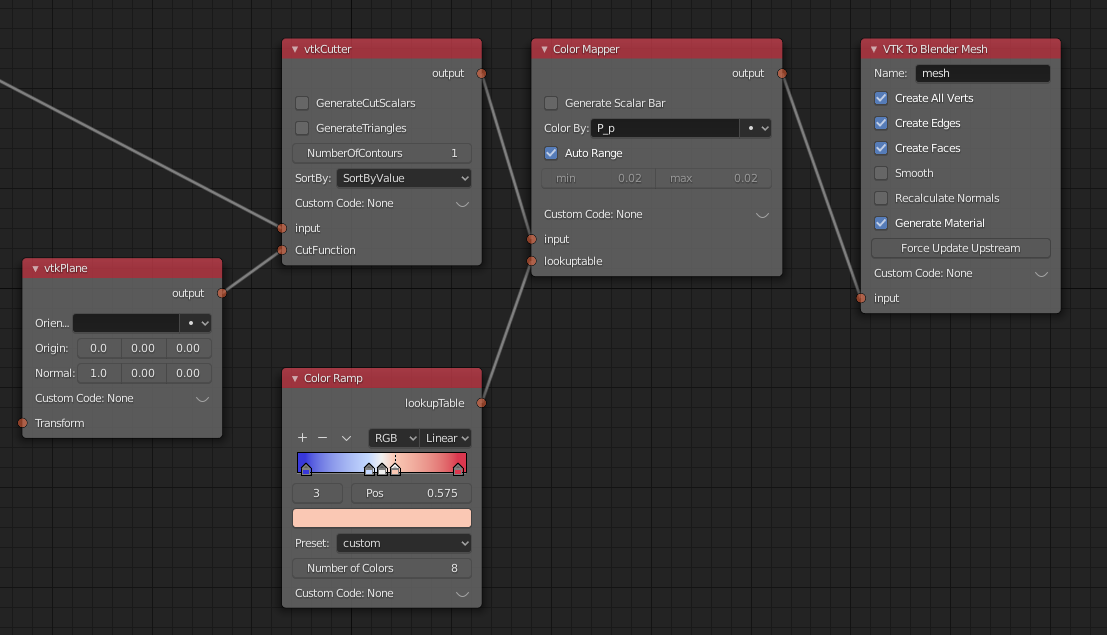 vtkCutter
output
GenerateCutScalars
GenerateTriangles
NumberOfContours 1
SortBy: SortByValue
Custom Code: None
input
CutFunction
Color Mapper
output
Generate Scalar Bar
Color By: P_p
Auto Range
min 0.02 max 0.02
Custom Code: None
input
lookuptable
VTK To Blender Mesh
Name: mesh
Create All Verts
Create Edges
Create Faces
Smooth
Recalculate Normals
Generate Material
Force Update Upstream
Custom Code: None
input
vtkPlane
output
Orien...
Origin: 0.0 0.00 0.00
Normal: 1.0 0.00 0.00
Custom Code: None
Transform
Color Ramp
lookupTable
RGB Linear
3 Pos 0.575
Preset: custom
Number of Colors 8
Custom Code: None